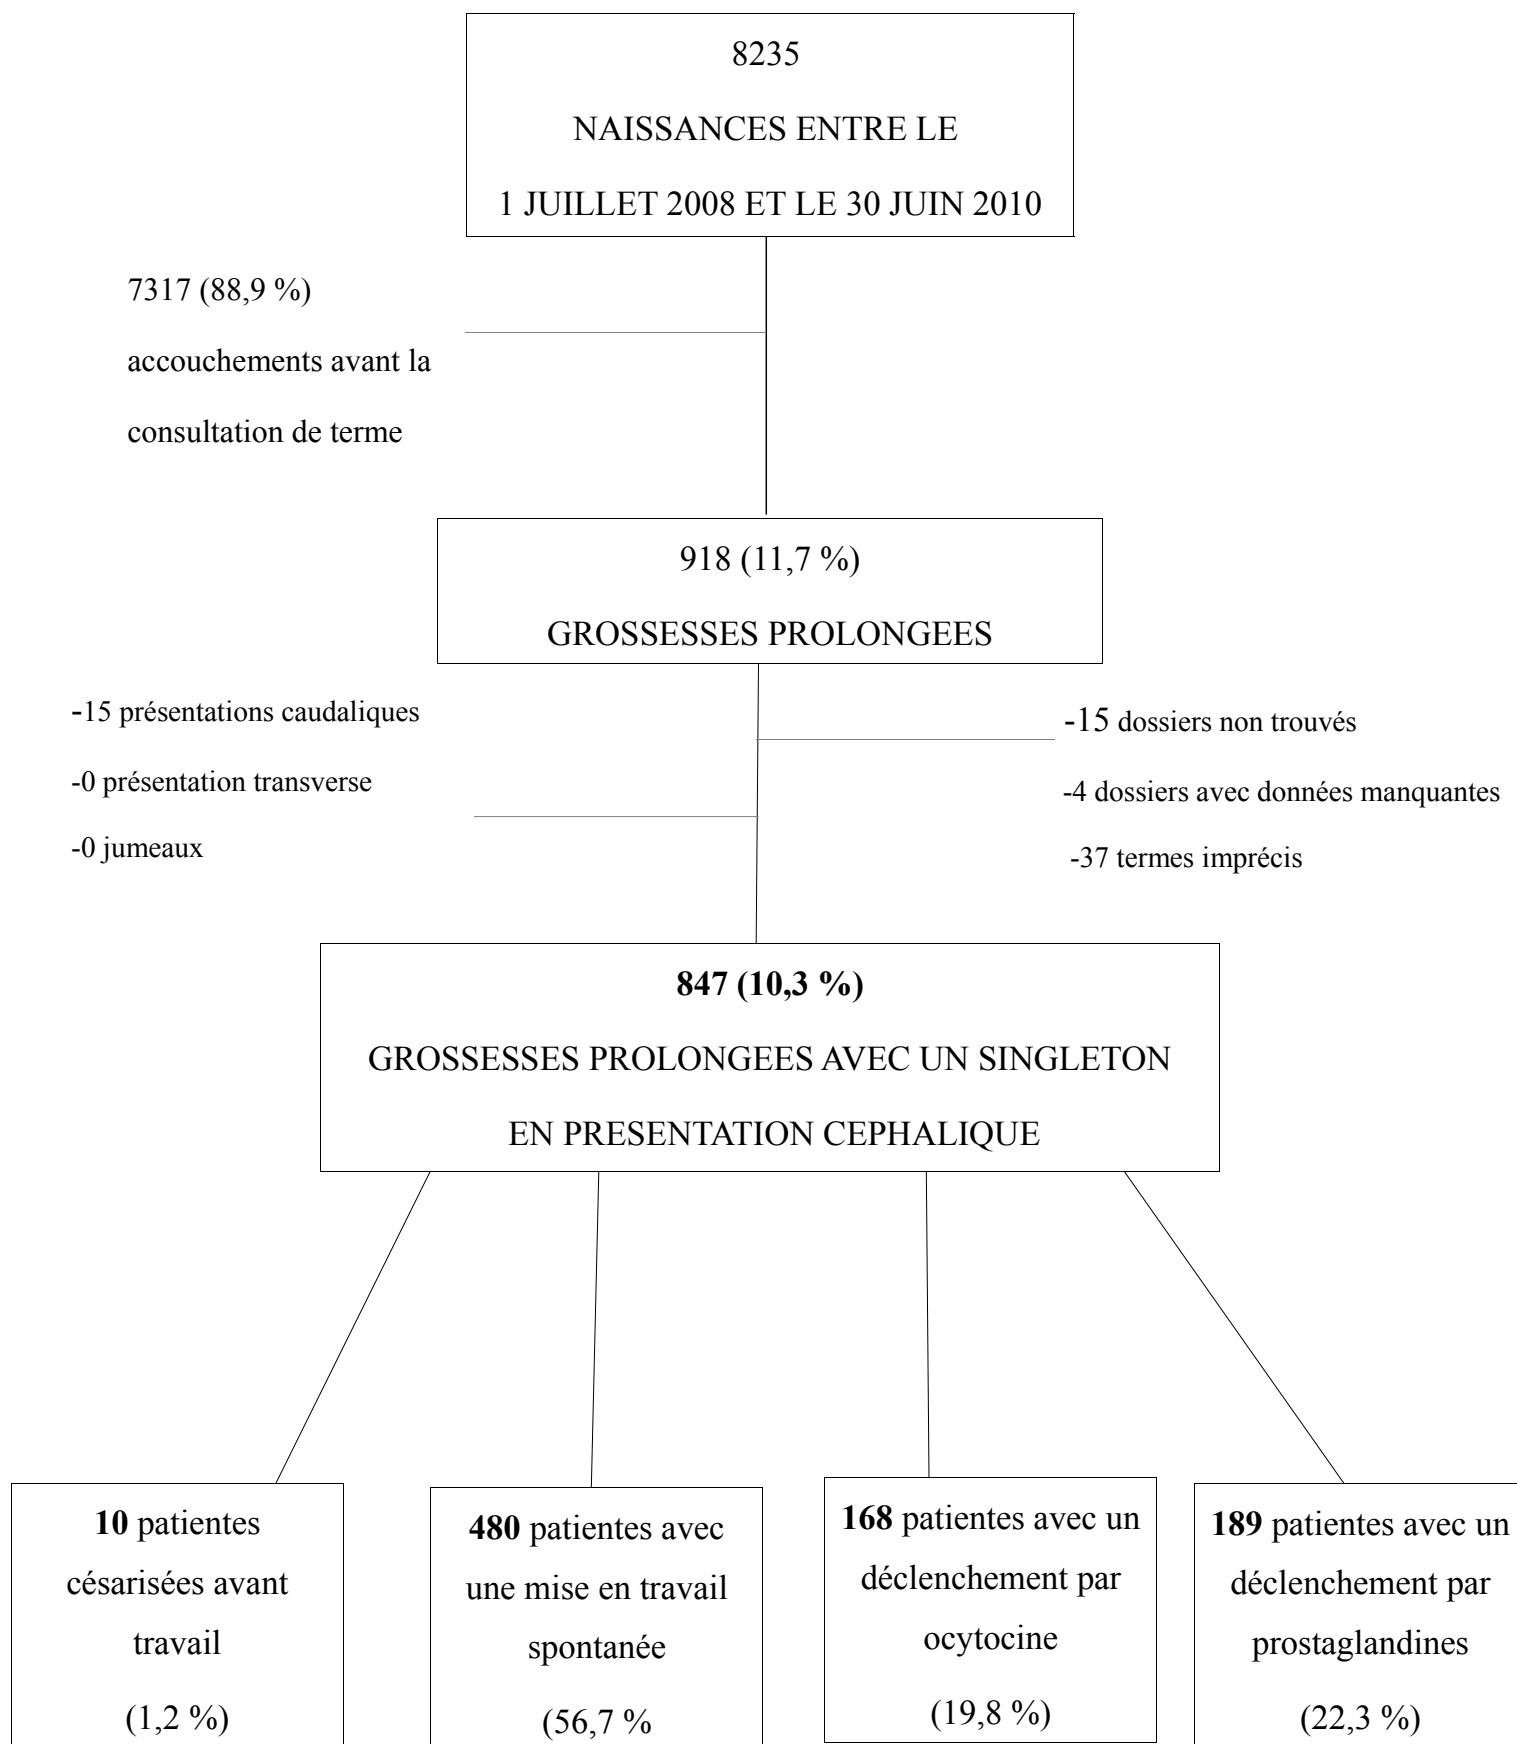 8235
NAISSANCES ENTRE LE
1 JUILLET 2008 ET LE 30 JUIN 2010
7317 (88,9 %)
accouchements avant la
consultation de terme
918 (11,7 %)
GROSSESSES PROLONGEES
-15 présentations caudaliques
-0 présentation transverse
-0 jumeaux
-15 dossiers non trouvés
-4 dossiers avec données manquantes
-37 termes imprécis
847 (10,3 %)
GROSSESSES PROLONGEES AVEC UN SINGLETON
EN PRESENTATION CEPHALIQUE
10 patientes
césarisées avant
travail
(1,2 %)
480 patientes avec
une mise en travail
spontanée
(56,7 %
168 patientes avec un
déclenchement par
ocytocine
(19,8 %)
189 patientes avec un
déclenchement par
prostaglandines
(22,3 %)